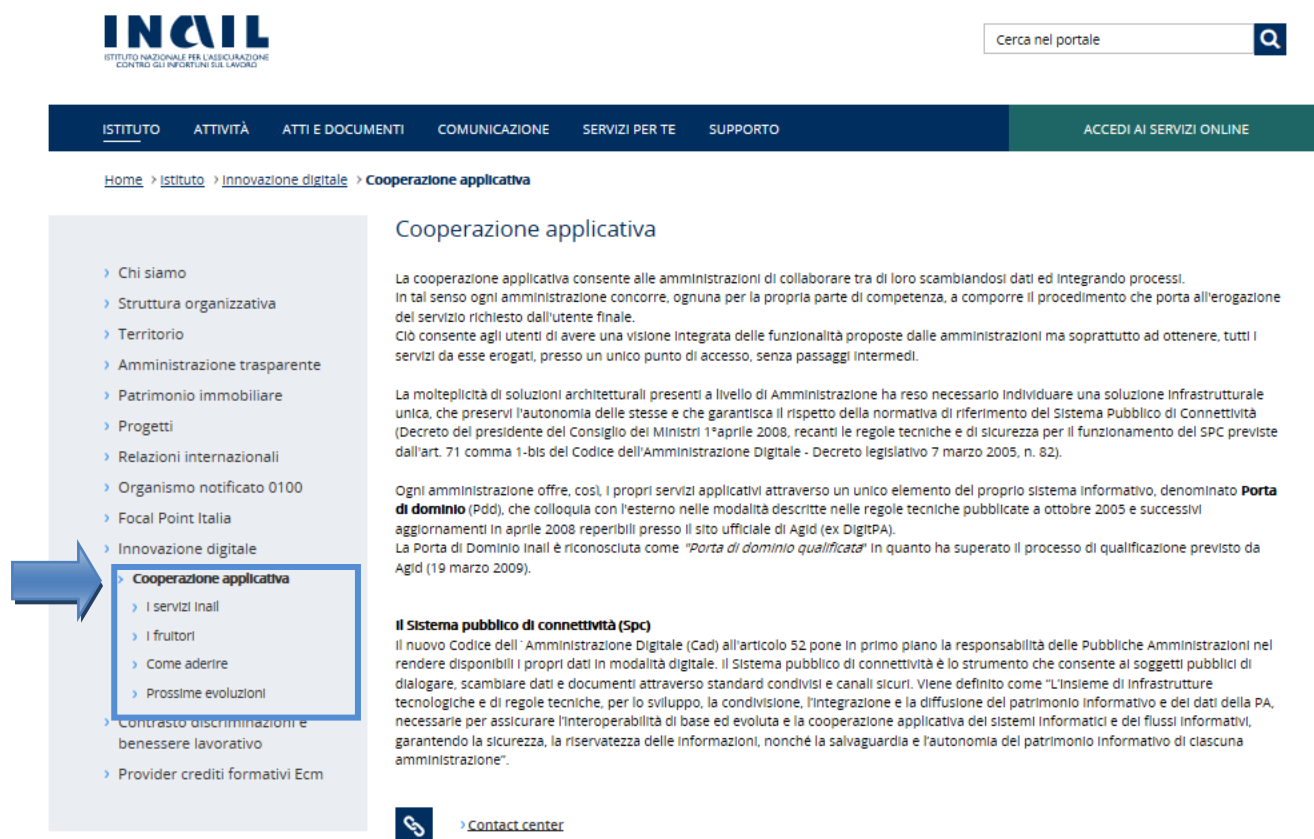 INAIL
ISTITUTO NAZIONALE PER L'ASSICURAZIONE
CONTRO GLI INFORTUNI SUL LAVORO
Cerca nel portale
ISTITUTO ATTIVITÀ ATTI E DOCUMENTI COMUNICAZIONE SERVIZI PER TE SUPPORTO ACCEDI AI SERVIZI ONLINE
Home > Istituto > Innovazione digitale > Cooperazione applicativa
› Chi siamo
› Struttura organizzativa
› Territorio
› Amministrazione trasparente
› Patrimonio immobiliare
› Progetti
› Relazioni internazionali
› Organismo notificato 0100
› Focal Point Italia
› Innovazione digitale
› Cooperazione applicativa
› I servizi Inail
› I fruitori
› Come aderire
› Prossime evoluzioni
› Contrasto discriminazioni e
benessere lavorativo
› Provider crediti formativi Ecm
Cooperazione applicativa
La cooperazione applicativa consente alle amministrazioni di collaborare tra di loro scambiandosi dati ed integrando processi.
In tal senso ogni amministrazione concorre, ognuna per la propria parte di competenza, a comporre il procedimento che porta all'erogazione
del servizio richiesto dall'utente finale.
Ciò consente agli utenti di avere una visione integrata delle funzionalità proposte dalle amministrazioni ma soprattutto ad ottenere, tutti i
servizi da esse erogati, presso un unico punto di accesso, senza passaggi intermedi.
La molteplicità di soluzioni architetturali presenti a livello di Amministrazione ha reso necessario individuare una soluzione infrastrutturale
unica, che preservi l'autonomia delle stesse e che garantisca il rispetto della normativa di riferimento del Sistema Pubblico di Connettività
(Decreto del presidente del Consiglio dei Ministri 1°aprile 2008, recanti le regole tecniche e di sicurezza per il funzionamento del SPC previste
dall'art. 71 comma 1-bis del Codice dell'Amministrazione Digitale - Decreto legislativo 7 marzo 2005, n. 82).
Ogni amministrazione offre, così, i propri servizi applicativi attraverso un unico elemento del proprio sistema informativo, denominato Porta
di dominio (Pdd), che colloquia con l'esterno nelle modalità descritte nelle regole tecniche pubblicate a ottobre 2005 e successivi
aggiornamenti in aprile 2008 reperibili presso il sito ufficiale di Agid (ex DigitPA).
La Porta di Dominio Inail è riconosciuta come "Porta di dominio qualificata" in quanto ha superato il processo di qualificazione previsto da
Agid (19 marzo 2009).
Il Sistema pubblico di connettività (Spc)
Il nuovo Codice dell`Amministrazione Digitale (Cad) all'articolo 52 pone in primo piano la responsabilità delle Pubbliche Amministrazioni nel
rendere disponibili i propri dati in modalità digitale. Il Sistema pubblico di connettività è lo strumento che consente ai soggetti pubblici di
dialogare, scambiare dati e documenti attraverso standard condivisi e canali sicuri. Viene definito come “L'insieme di infrastrutture
tecnologiche e di regole tecniche, per lo sviluppo, la condivisione, l'integrazione e la diffusione del patrimonio informativo e dei dati della PA,
necessarie per assicurare l'interoperabilità di base ed evoluta e la cooperazione applicativa dei sistemi informatici e dei flussi informativi,
garantendo la sicurezza, la riservatezza delle informazioni, nonché la salvaguardia e l'autonomia del patrimonio informativo di ciascuna
amministrazione”.
› Contact center